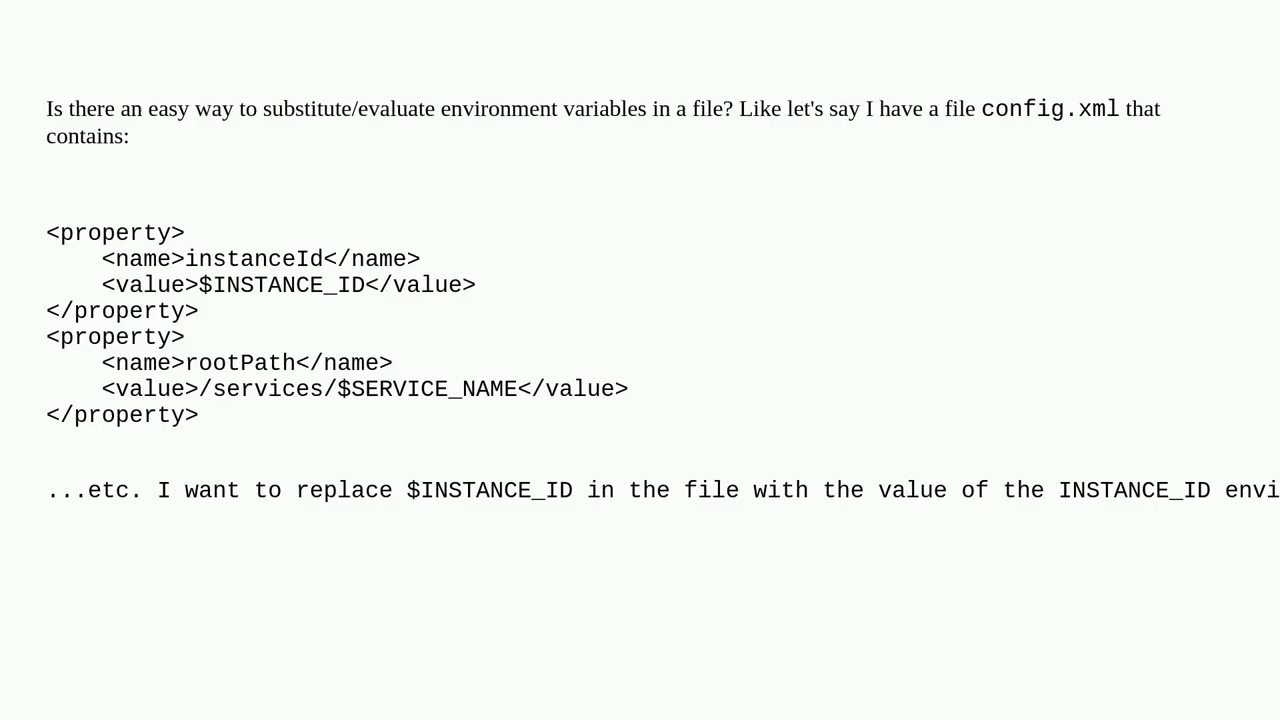 Is there an easy way to substitute/evaluate environment variables in a file? Like let's say I have a file config.xml that
contains:
<property>
    <name>instanceId</name>
    <value>$INSTANCE_ID</value>
</property>
<property>
    <name>rootPath</name>
    <value>/services/$SERVICE_NAME</value>
</property>
...etc. I want to replace $INSTANCE_ID in the file with the value of the INSTANCE_ID